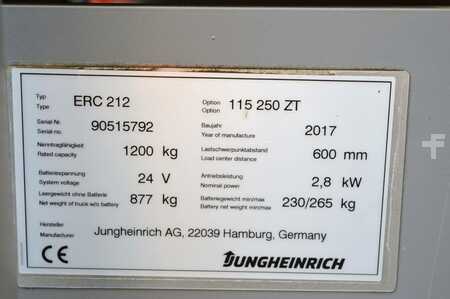 Typ
Type ERC 212 Option
Option 115 250 ZT
Serial-Nr.
Serial-no. 90515792 Baujahr
Year of manufacture 2017
Nenntragfähigkeit
Rated capacity 1200 kg Lastschwerpunktabstand
Load center distance 600 mm
Batteriespannung
System voltage 24 V Antriebsleistung
Nominal power 2,8 kW
Leergewicht ohne Batterie
Net weight of truck w/o battery 877 kg Batteriegewicht min/max
Battery net weight min/max 230/265 kg
Hersteller
Manufacturer Jungheinrich AG, 22039 Hamburg, Germany
CE JUNGHEINRICH